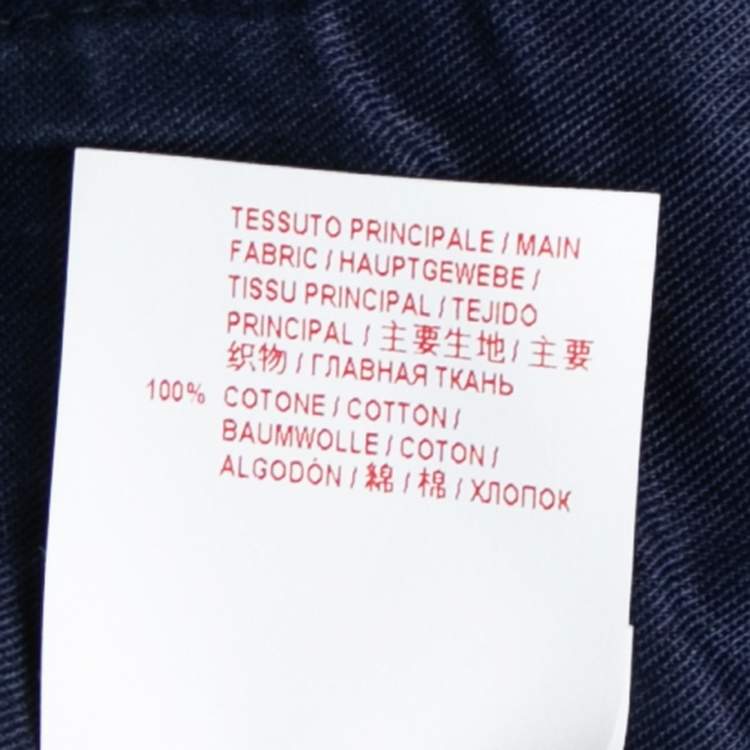 TESSUTO PRINCIPALE / MAIN
FABRIC / HAUPTGEWEBE /
TISSU PRINCIPAL / TEJIDO
PRINCIPAL / 主要生地 / 主要
织物 / ГЛАВНАЯ ТКАНЬ
100% COTONE / COTTON /
BAUMWOLLE / COTON /
ALGODÓN / 綿 / 棉 / ХЛОПОК